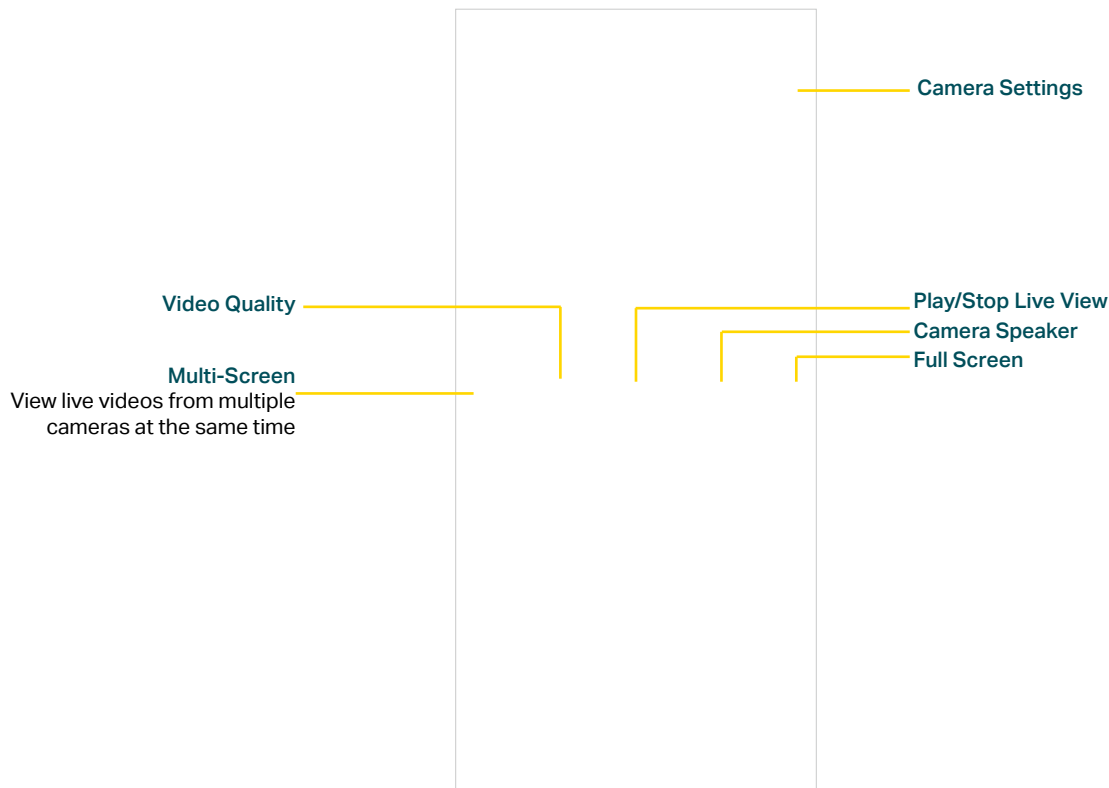 Camera Settings
Video Quality
Multi-Screen
View live videos from multiple
cameras at the same time
Play/Stop Live View
Camera Speaker
Full Screen